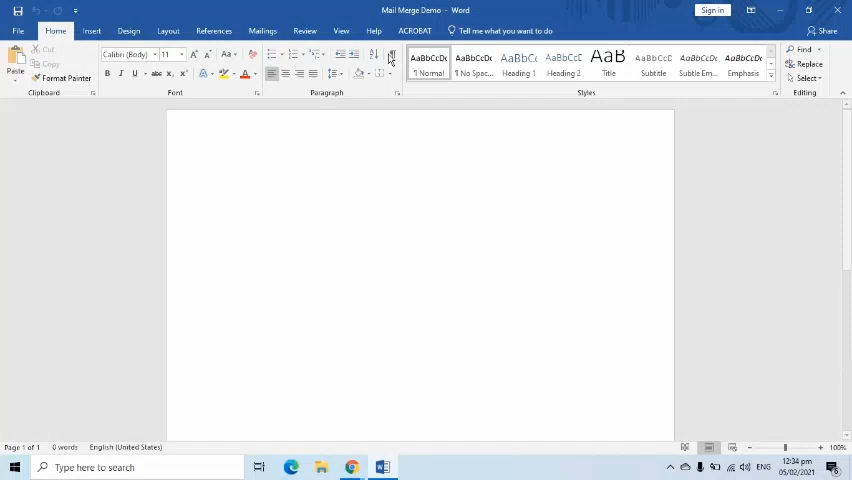 Mail Merge Demo - Word
Sign in
File Home Insert Design Layout References Mailings Review View Help ACROBAT Tell me what you want to do Share
Paste
Cut
Copy
Format Painter
Clipboard
Calibri (Body) 11
Font
Paragraph
AaBbCcDc AaBbCcDc AaBbCc AaBbCcD AaB AaBbCcD AaBbCcDc AaBbCcDc
¶ Normal ¶ No Spac... Heading 1 Heading 2 Title Subtitle Subtle Em... Emphasis
Styles
Find
Replace
Select
Editing
Page 1 of 1 0 words English (United States) 100%
Type here to search
ENG
12:34 pm
05/02/2021